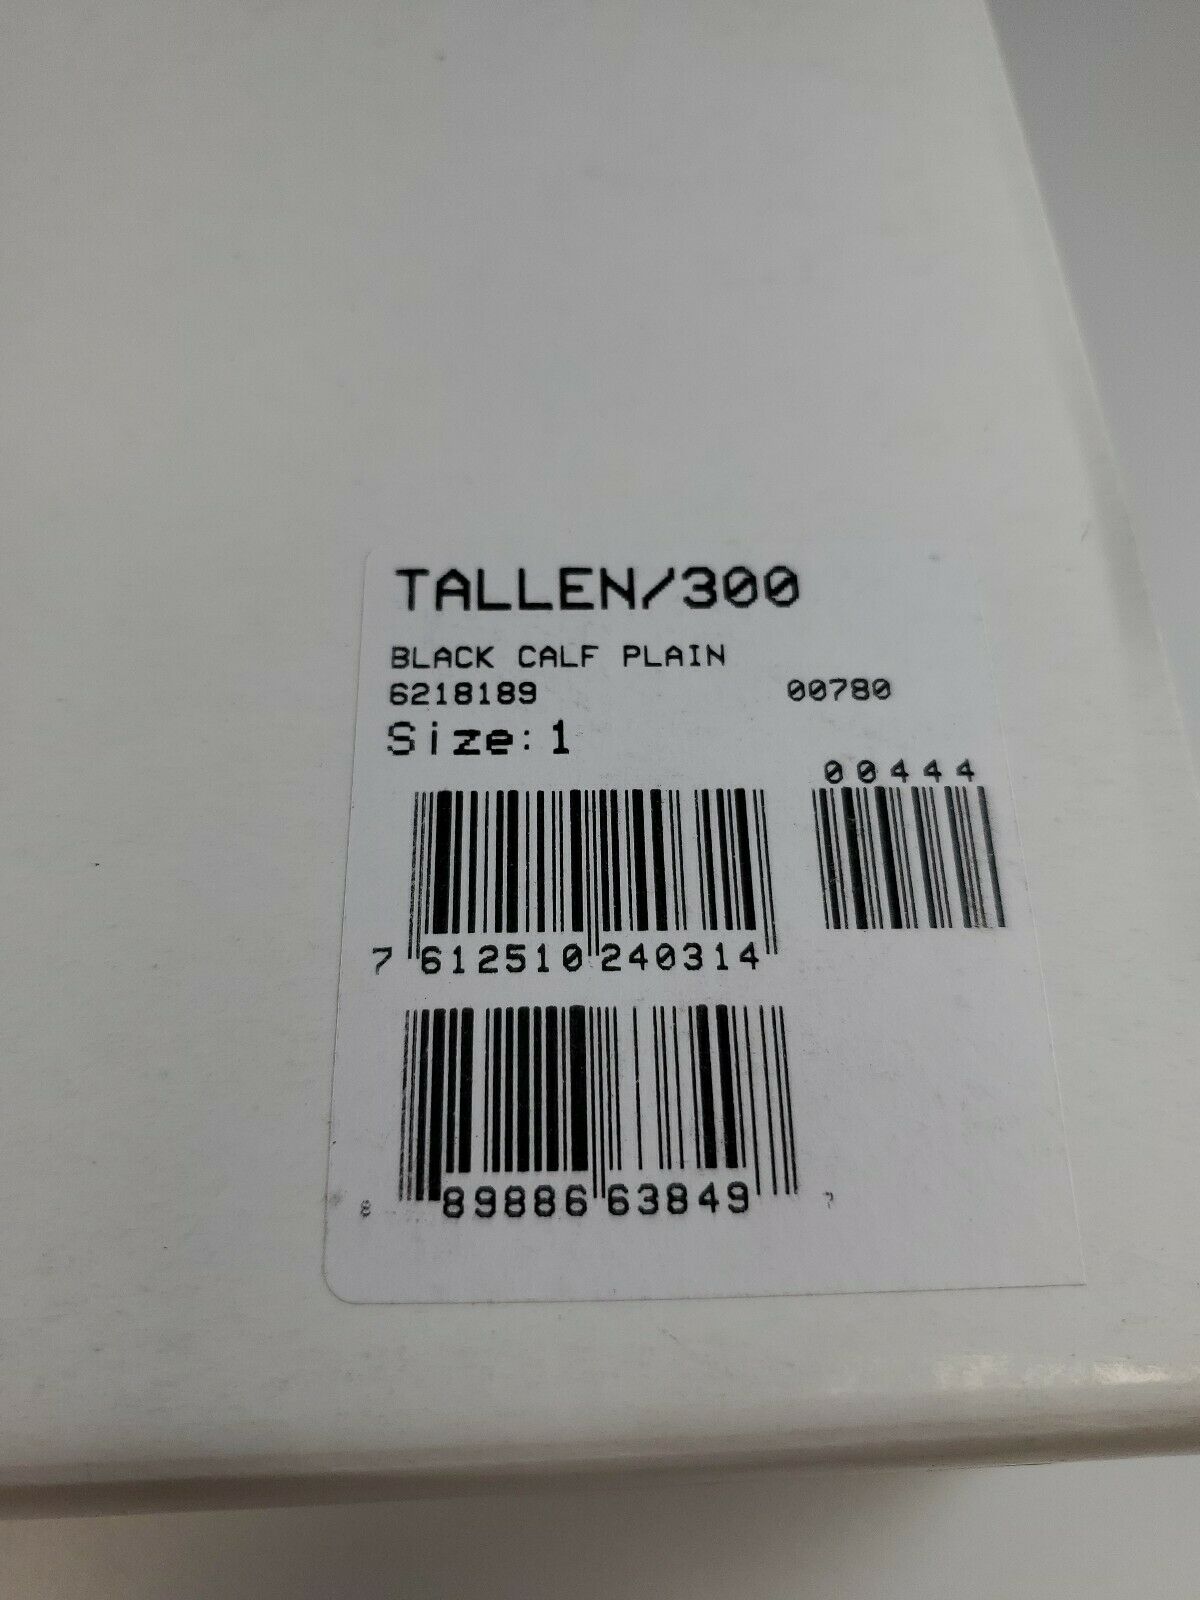 TALLEN/300
BLACK CALF PLAIN
6218189 00780
Size:1
00444
7 612510 240314
8 89886 63849 7